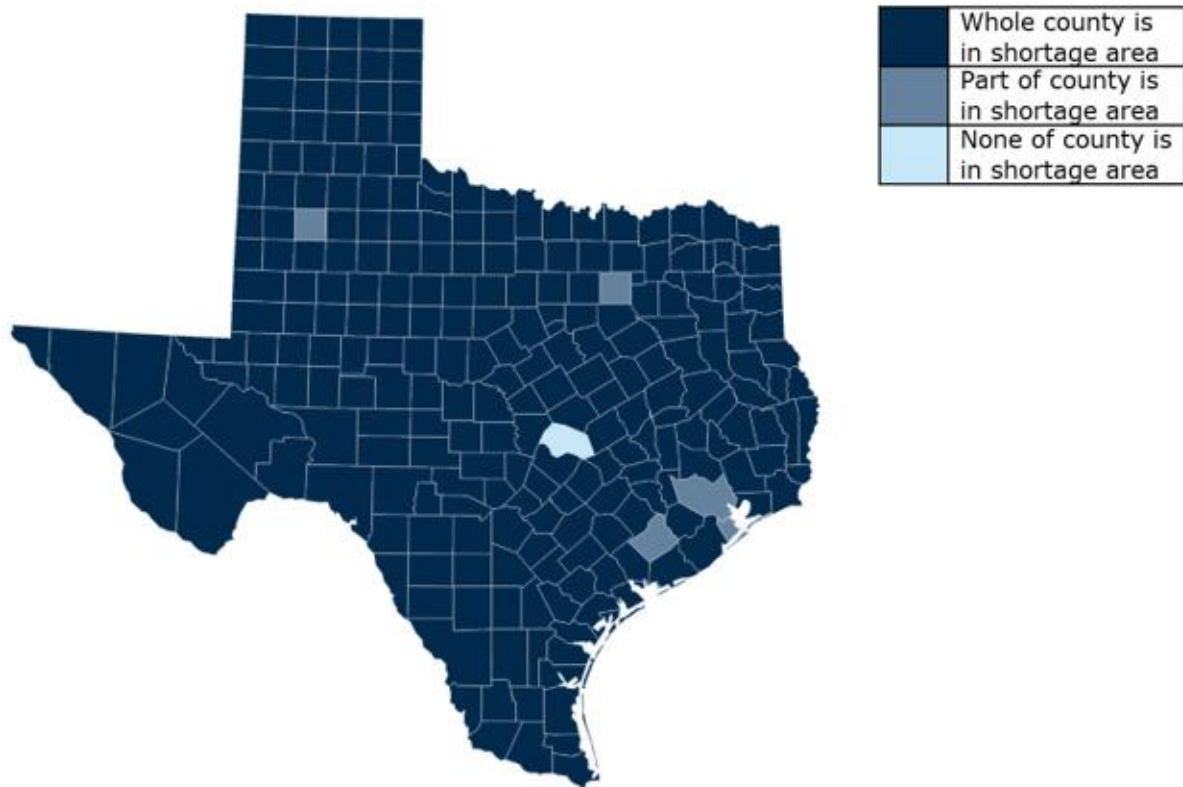 Whole county is
in shortage area
Part of county is
in shortage area
None of county is
in shortage area